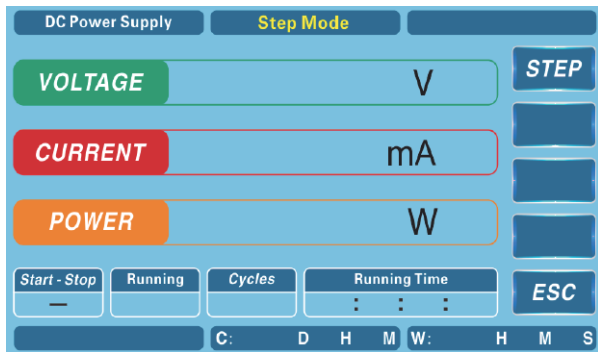 DC Power Supply Step Mode
VOLTAGE V STEP
CURRENT mA
POWER W
Start - Stop Running Cycles Running Time
— : : : ESC
C: D H M W: H M S